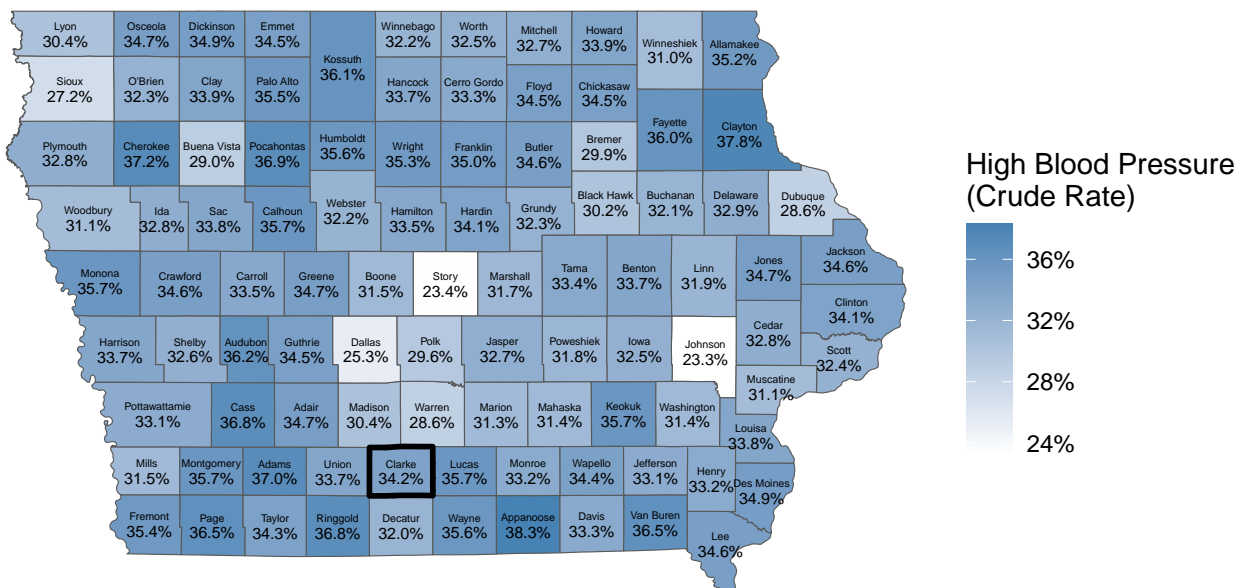 Lyon
30.4%
Osceola
34.7%
Dickinson
34.9%
Emmet
34.5%
Kossuth
36.1%
Winnebago
32.2%
Worth
32.5%
Mitchell
32.7%
Howard
33.9%
Winneshiek
31.0%
Allamakee
35.2%
Sioux
27.2%
O'Brien
32.3%
Clay
33.9%
Palo Alto
35.5%
Hancock
33.7%
Cerro Gordo
33.3%
Floyd
34.5%
Chickasaw
34.5%
Fayette
36.0%
Clayton
37.8%
Plymouth
32.8%
Cherokee
37.2%
Buena Vista
29.0%
Pocahontas
36.9%
Humboldt
35.6%
Wright
35.3%
Franklin
35.0%
Butler
34.6%
Bremer
29.9%
Woodbury
31.1%
Ida
32.8%
Sac
33.8%
Calhoun
35.7%
Webster
32.2%
Hamilton
33.5%
Hardin
34.1%
Grundy
32.3%
Black Hawk
30.2%
Buchanan
32.1%
Delaware
32.9%
Dubuque
28.6%
Monona
35.7%
Crawford
34.6%
Carroll
33.5%
Greene
34.7%
Boone
31.5%
Story
23.4%
Marshall
31.7%
Tama
33.4%
Benton
33.7%
Linn
31.9%
Jones
34.7%
Jackson
34.6%
Clinton
34.1%
Harrison
33.7%
Shelby
32.6%
Audubon
36.2%
Guthrie
34.5%
Dallas
25.3%
Polk
29.6%
Jasper
32.7%
Poweshiek
31.8%
Iowa
32.5%
Johnson
23.3%
Cedar
32.8%
Scott
32.4%
Muscatine
31.1%
Pottawattamie
33.1%
Cass
36.8%
Adair
34.7%
Madison
30.4%
Warren
28.6%
Marion
31.3%
Mahaska
31.4%
Keokuk
35.7%
Washington
31.4%
Louisa
33.8%
Mills
31.5%
Montgomery
35.7%
Adams
37.0%
Union
33.7%
Clarke
34.2%
Lucas
35.7%
Monroe
33.2%
Wapello
34.4%
Jefferson
33.1%
Henry
33.2%
Des Moines
34.9%
Fremont
35.4%
Page
36.5%
Taylor
34.3%
Ringgold
36.8%
Decatur
32.0%
Wayne
35.6%
Appanoose
38.3%
Davis
33.3%
Van Buren
36.5%
Lee
34.6%
High Blood Pressure
(Crude Rate)
36%
32%
28%
24%